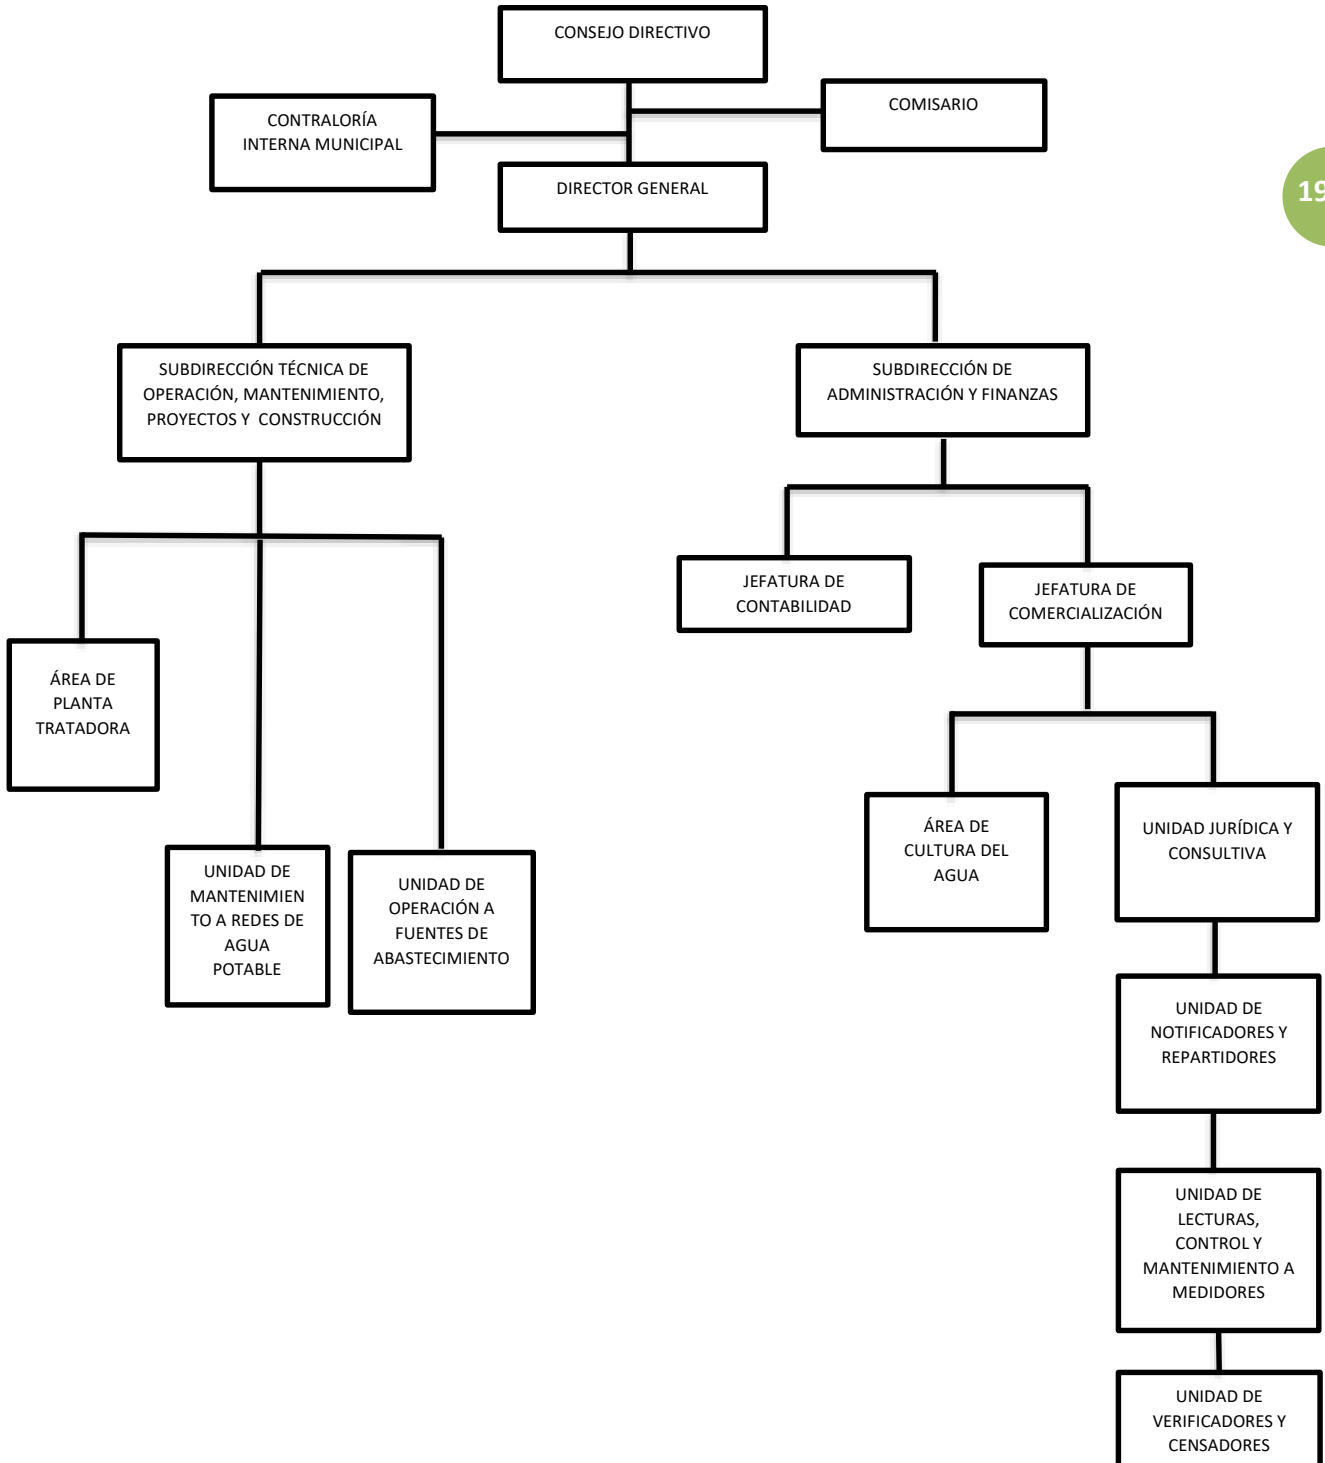 CONSEJO DIRECTIVO
CONTRALORÍA
INTERNA MUNICIPAL
COMISARIO
DIRECTOR GENERAL
19
SUBDIRECCIÓN TÉCNICA DE
OPERACIÓN, MANTENIMIENTO,
PROYECTOS Y CONSTRUCCIÓN
SUBDIRECCIÓN DE
ADMINISTRACIÓN Y FINANZAS
JEFATURA DE
CONTABILIDAD
JEFATURA DE
COMERCIALIZACIÓN
ÁREA DE
PLANTA
TRATADORA
UNIDAD DE
MANTENIMIEN
TO A REDES DE
AGUA
POTABLE
UNIDAD DE
OPERACIÓN A
FUENTES DE
ABASTECIMIENTO
ÁREA DE
CULTURA DEL
AGUA
UNIDAD JURÍDICA Y
CONSULTIVA
UNIDAD DE
NOTIFICADORES Y
REPARTIDORES
UNIDAD DE
LECTURAS,
CONTROL Y
MANTENIMIENTO A
MEDIDORES
UNIDAD DE
VERIFICADORES Y
CENSADORES